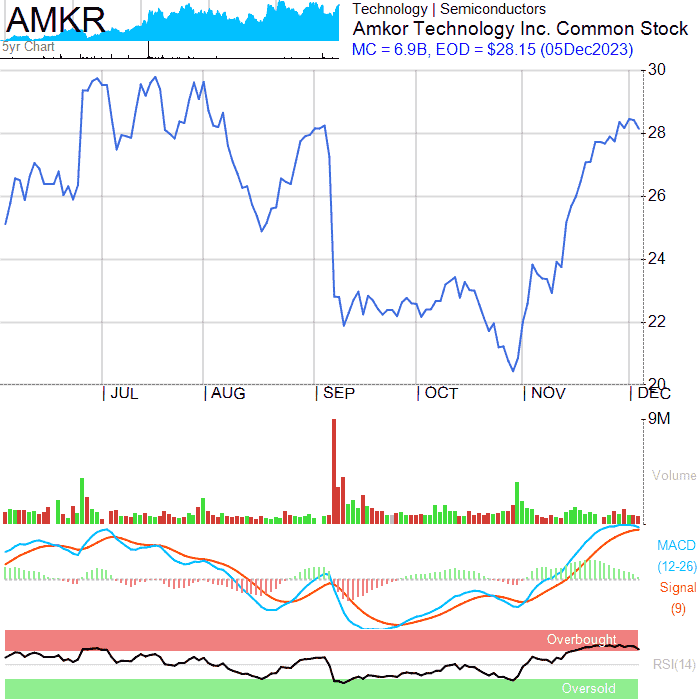 AMKR
5yr Chart
Technology | Semiconductors
Amkor Technology Inc. Common Stock
MC = 6.9B, EOD = $28.15 (05Dec2023)
30
28
26
24
22
20
| JUL | AUG | SEP | OCT | NOV | DEC
9M
Volume
MACD
(12-26)
Signal
(9)
Overbought
RSI(14)
Oversold